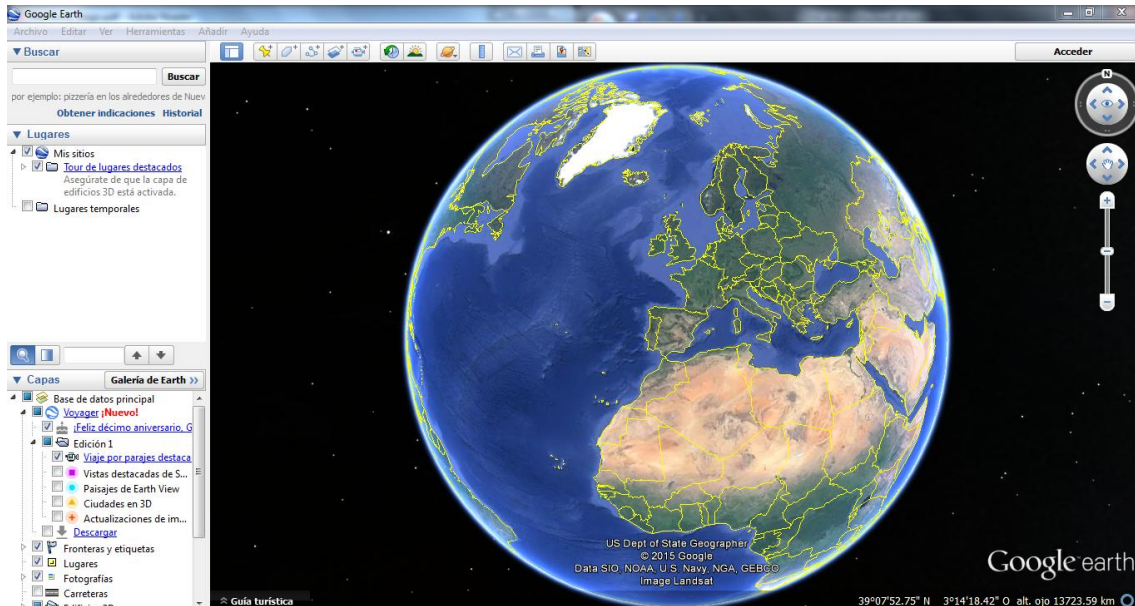 Google Earth
Archivo Editar Ver Herramientas Añadir Ayuda
Buscar
Buscar
por ejemplo: pizzería en los alrededores de Nuev
Obtener indicaciones Historial
Lugares
Mis sitios
Tour de lugares destacados
Asegúrate de que la capa de
edificios 3D está activada.
Lugares temporales
Capas Galería de Earth >>
Base de datos principal
Voyager ¡Nuevo!
¡Feliz décimo aniversario, G
Edición 1
Viaje por parajes destaca
Vistas destacadas de S...
Paisajes de Earth View
Ciudades en 3D
Actualizaciones de im...
Descargar
Fronteras y etiquetas
Lugares
Fotografías
Carreteras
Acceder
N
US Dept of State Geographer
© 2015 Google
Data SIO, NOAA, U.S. Navy, NGA, GEBCO
Image Landsat
Google earth
Guía turística
39°07'52.75" N 3°14'18.42" O alt. ojo 13723.59 km